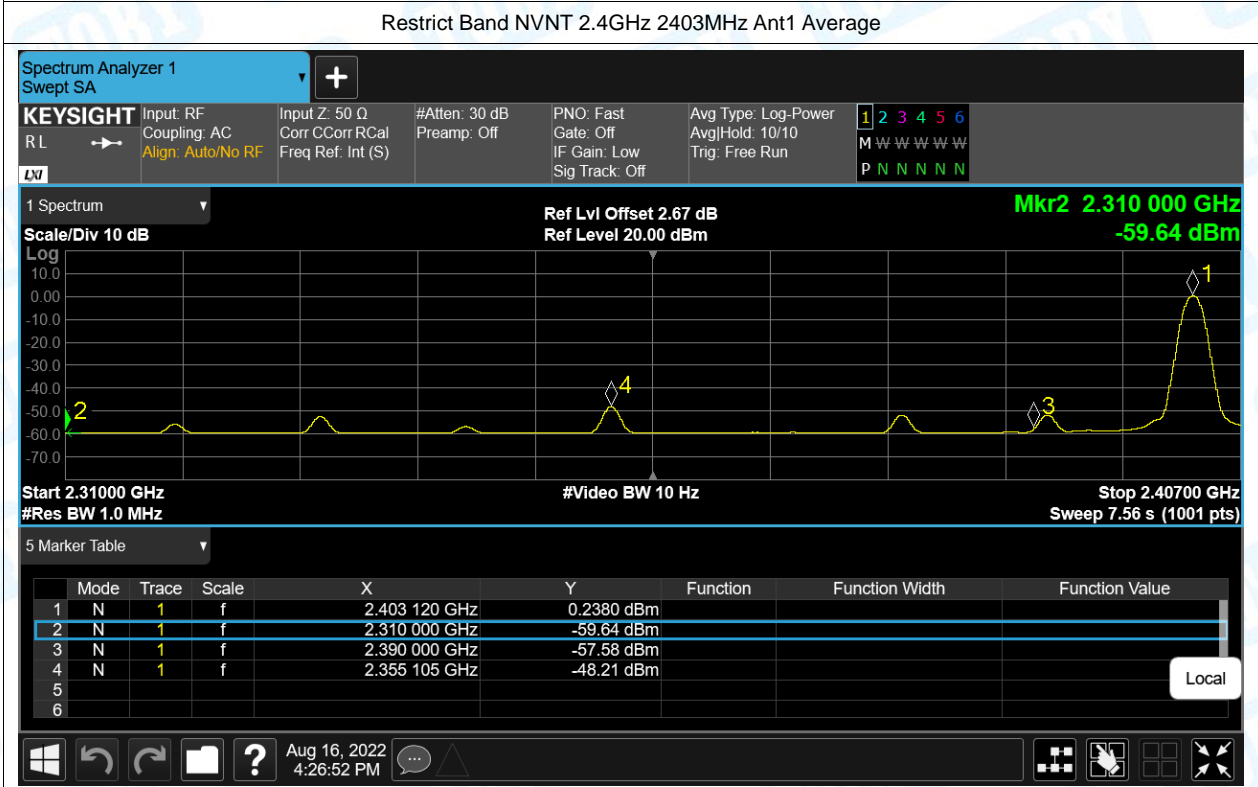 Restrict Band NVNT 2.4GHz 2403MHz Ant1 Average
Spectrum Analyzer 1
Swept SA
KEYSIGHT
R L
LXI
Input: RF
Coupling: AC
Align: Auto/No RF
Input Z: 50 Ω
Corr CCorr RCal
Freq Ref: Int (S)
#Atten: 30 dB
Preamp: Off
PNO: Fast
Gate: Off
IF Gain: Low
Sig Track: Off
Avg Type: Log-Power
Avg|Hold: 10/10
Trig: Free Run
1 2 3 4 5 6
M W W W W W
P N N N N N
1 Spectrum
Scale/Div 10 dB
Ref Lvl Offset 2.67 dB
Ref Level 20.00 dBm
Mkr2 2.310 000 GHz
-59.64 dBm
Log
10.0
0.00
-10.0
-20.0
-30.0
-40.0
-50.0
-60.0
-70.0
1
2
3
4
Start 2.31000 GHz
#Res BW 1.0 MHz
#Video BW 10 Hz
Stop 2.40700 GHz
Sweep 7.56 s (1001 pts)
5 Marker Table
Mode Trace Scale X Y Function Function Width Function Value
1 N 1 f 2.403 120 GHz 0.2380 dBm
2 N 1 f 2.310 000 GHz -59.64 dBm
3 N 1 f 2.390 000 GHz -57.58 dBm
4 N 1 f 2.355 105 GHz -48.21 dBm
5
6
Local
?
Aug 16, 2022
4:26:52 PM